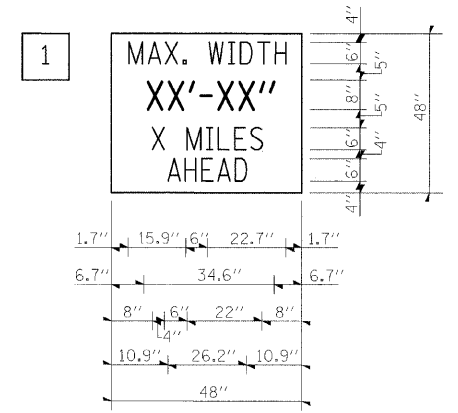 1
MAX. WIDTH
XX'-XX"
X MILES
AHEAD
4"
6"
5"
8"
5"
6"
4"
6"
4"
48"
1.7" 15.9" 6" 22.7" 1.7"
6.7" 34.6" 6.7"
8" 4" 6" 22" 8"
10.9" 26.2" 10.9"
48"